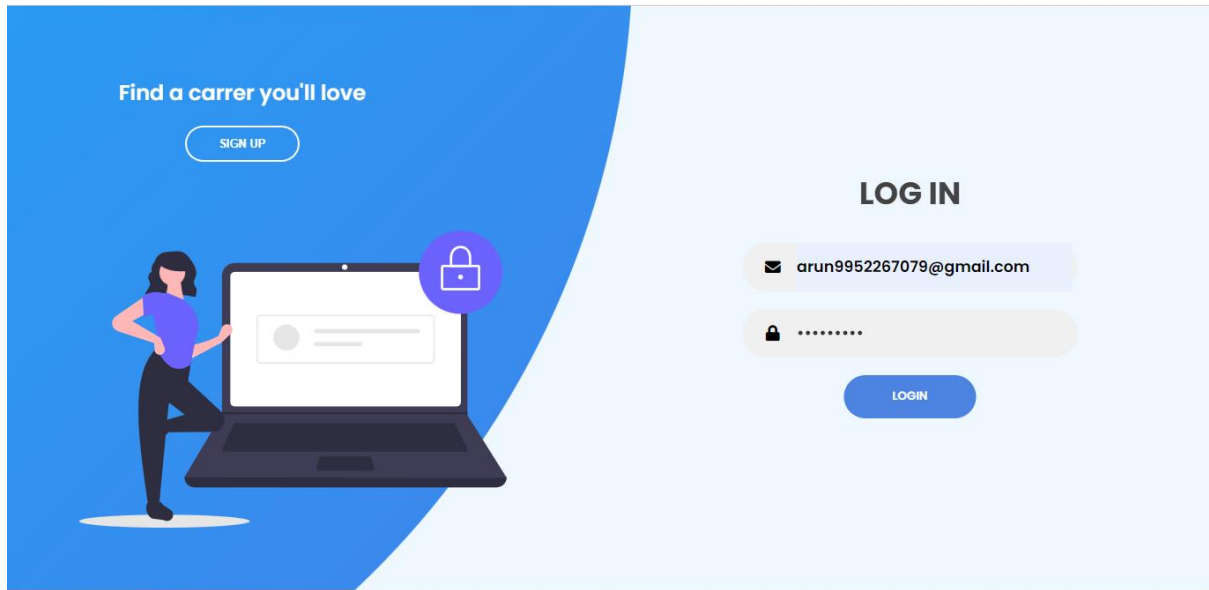 Find a carrer you'll love
SIGN UP
LOG IN
arun9952267079@gmail.com
•••••••••
LOGIN